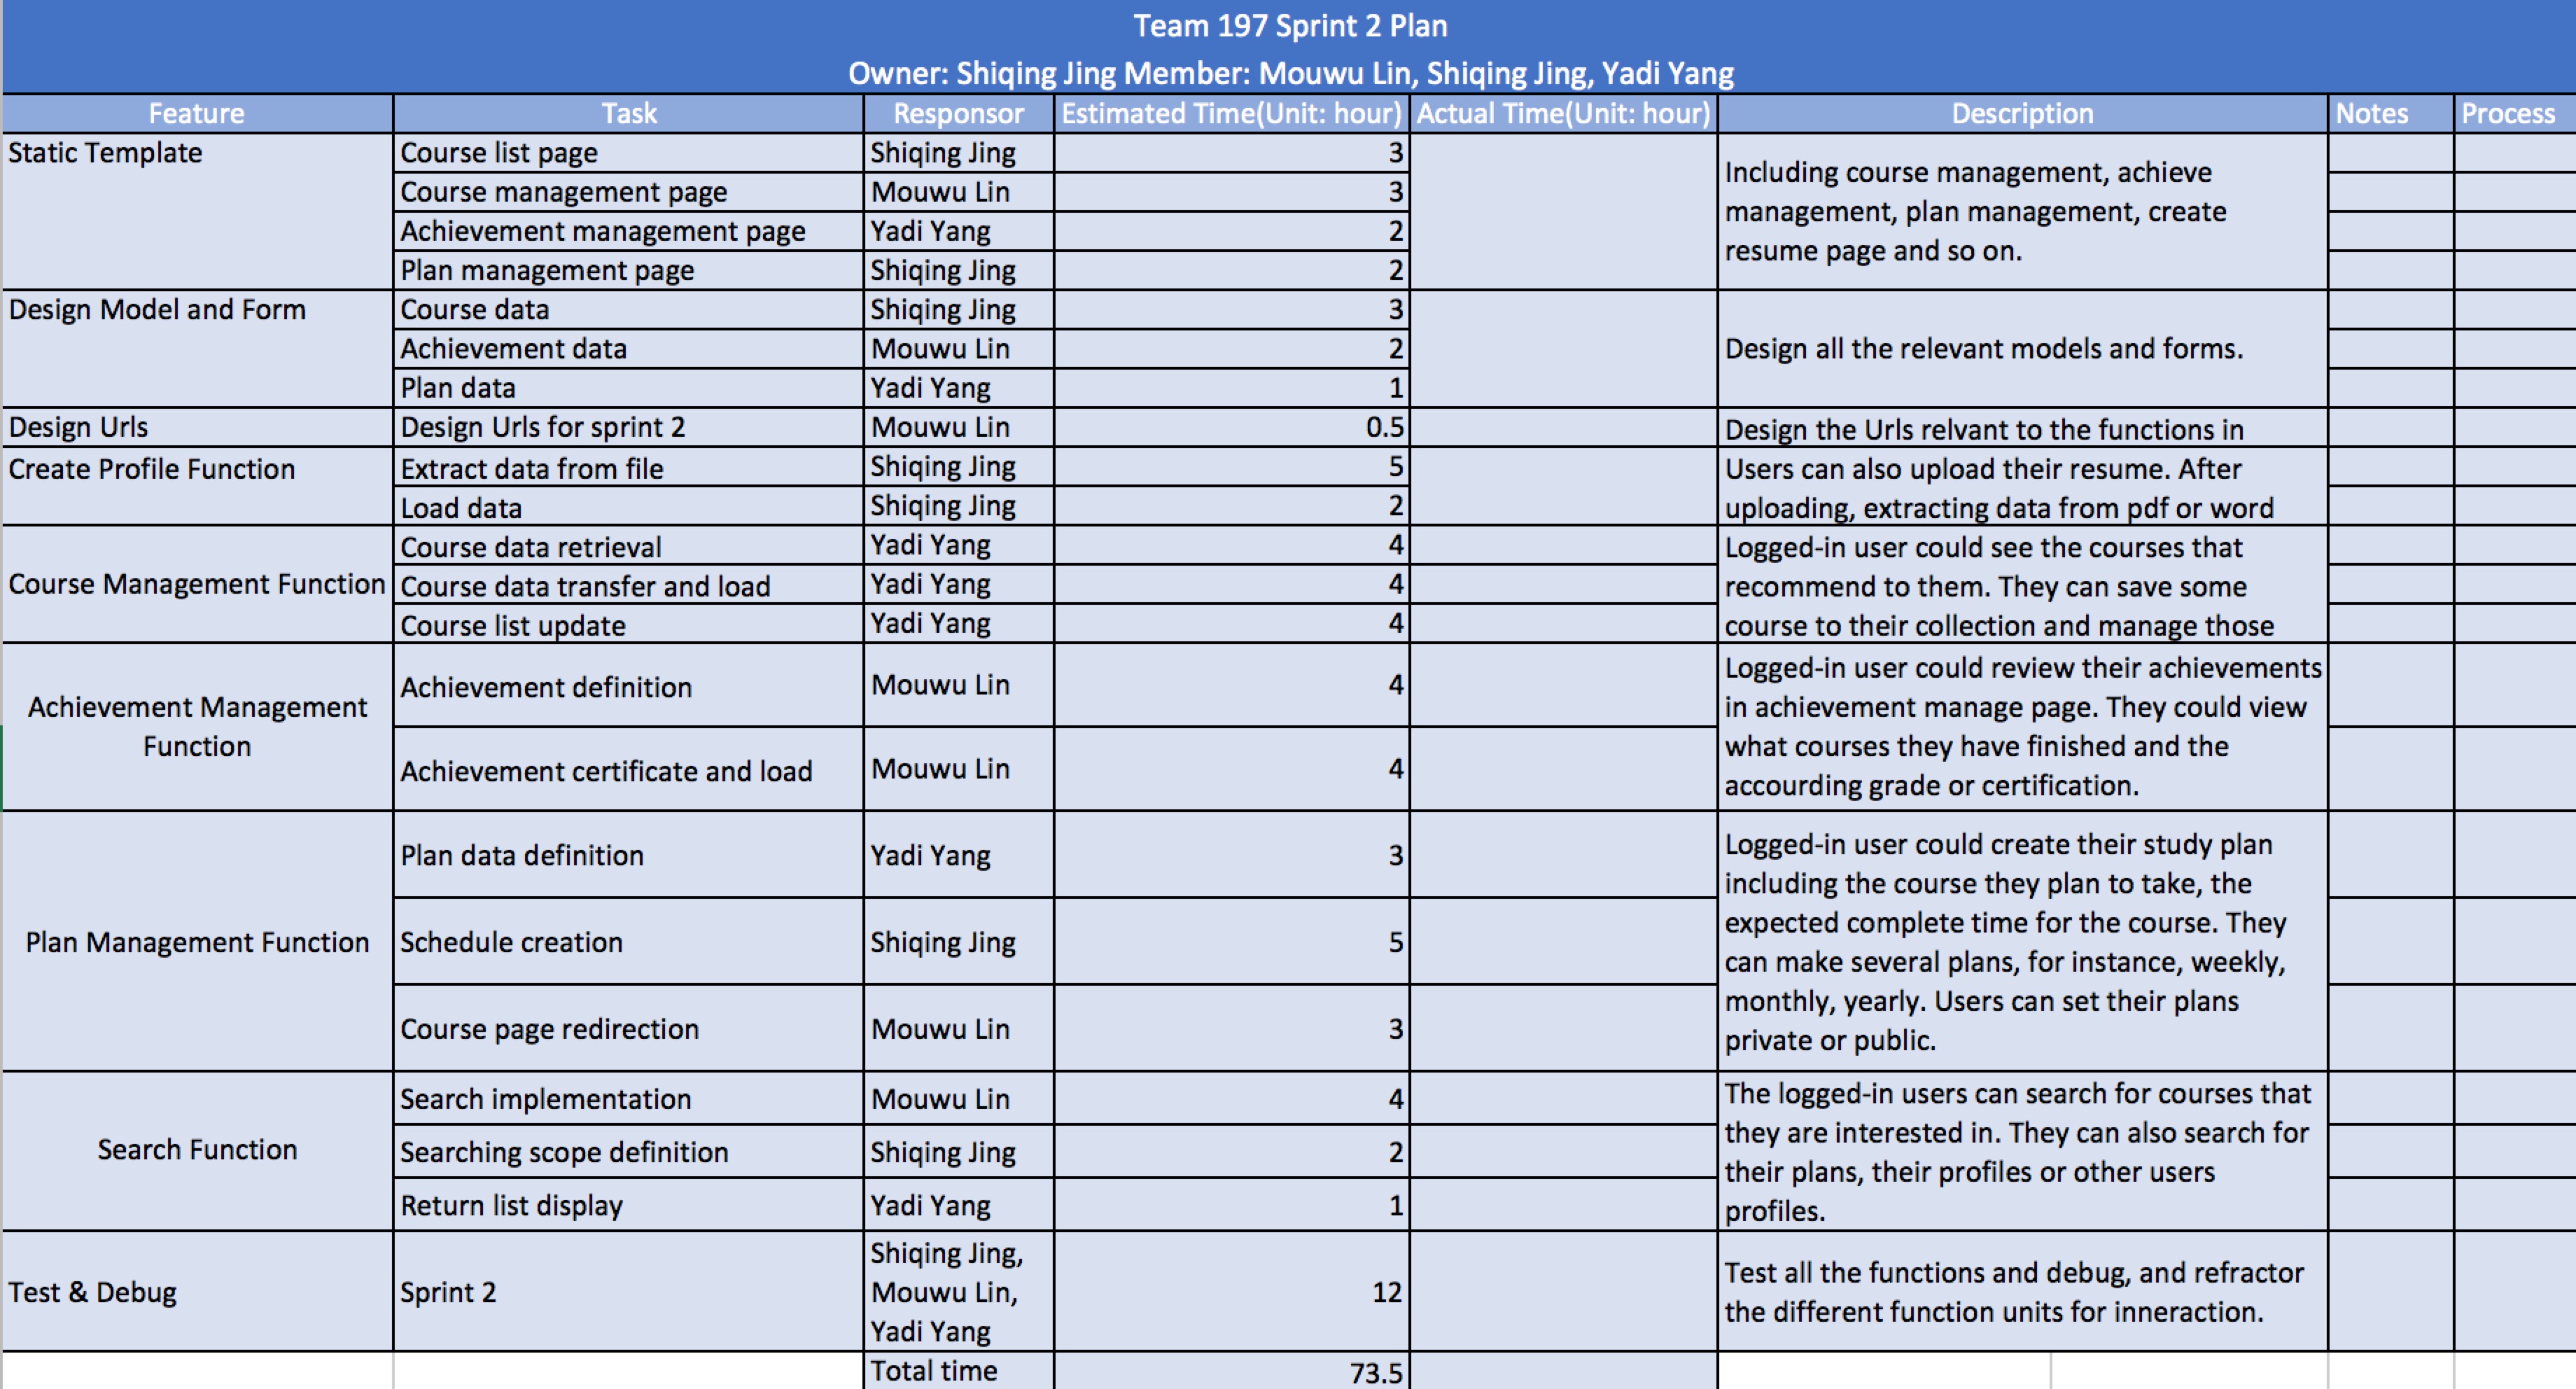 Team 197 Sprint 2 Plan
Owner: Shiqing Jing Member: Mouwu Lin, Shiqing Jing, Yadi Yang
Feature Task Responsor Estimated Time(Unit: hour) Actual Time(Unit: hour) Description Notes Process
Static Template
Course list page Shiqing Jing 3
Course management page Mouwu Lin 3
Achievement management page Yadi Yang 2
Plan management page Shiqing Jing 2
Including course management, achieve
management, plan management, create
resume page and so on.
Design Model and Form
Course data Shiqing Jing 3
Achievement data Mouwu Lin 2
Plan data Yadi Yang 1
Design all the relevant models and forms.
Design Urls Design Urls for sprint 2 Mouwu Lin 0.5 Design the Urls relvant to the functions in
Create Profile Function
Extract data from file Shiqing Jing 5
Load data Shiqing Jing 2
Users can also upload their resume. After
uploading, extracting data from pdf or word
Course Management Function
Course data retrieval Yadi Yang 4
Course data transfer and load Yadi Yang 4
Course list update Yadi Yang 4
Logged-in user could see the courses that
recommend to them. They can save some
course to their collection and manage those
Achievement Management
Function
Achievement definition Mouwu Lin 4
Achievement certificate and load Mouwu Lin 4
Logged-in user could review their achievements
in achievement manage page. They could view
what courses they have finished and the
accourding grade or certification.
Plan Management Function
Plan data definition Yadi Yang 3
Schedule creation Shiqing Jing 5
Course page redirection Mouwu Lin 3
Logged-in user could create their study plan
including the course they plan to take, the
expected complete time for the course. They
can make several plans, for instance, weekly,
monthly, yearly. Users can set their plans
private or public.
Search Function
Search implementation Mouwu Lin 4
Searching scope definition Shiqing Jing 2
Return list display Yadi Yang 1
The logged-in users can search for courses that
they are interested in. They can also search for
their plans, their profiles or other users
profiles.
Test & Debug
Sprint 2
Shiqing Jing,
Mouwu Lin,
Yadi Yang
12
Test all the functions and debug, and refractor
the different function units for inneraction.
Total time 73.5